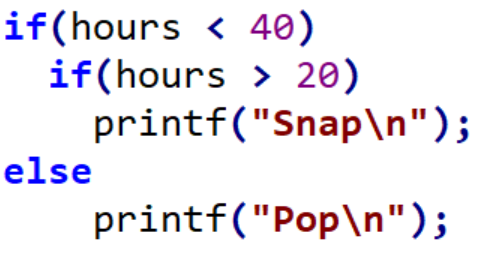 if(hours < 40)
  if(hours > 20)
    printf("Snap\n");
else
    printf("Pop\n");